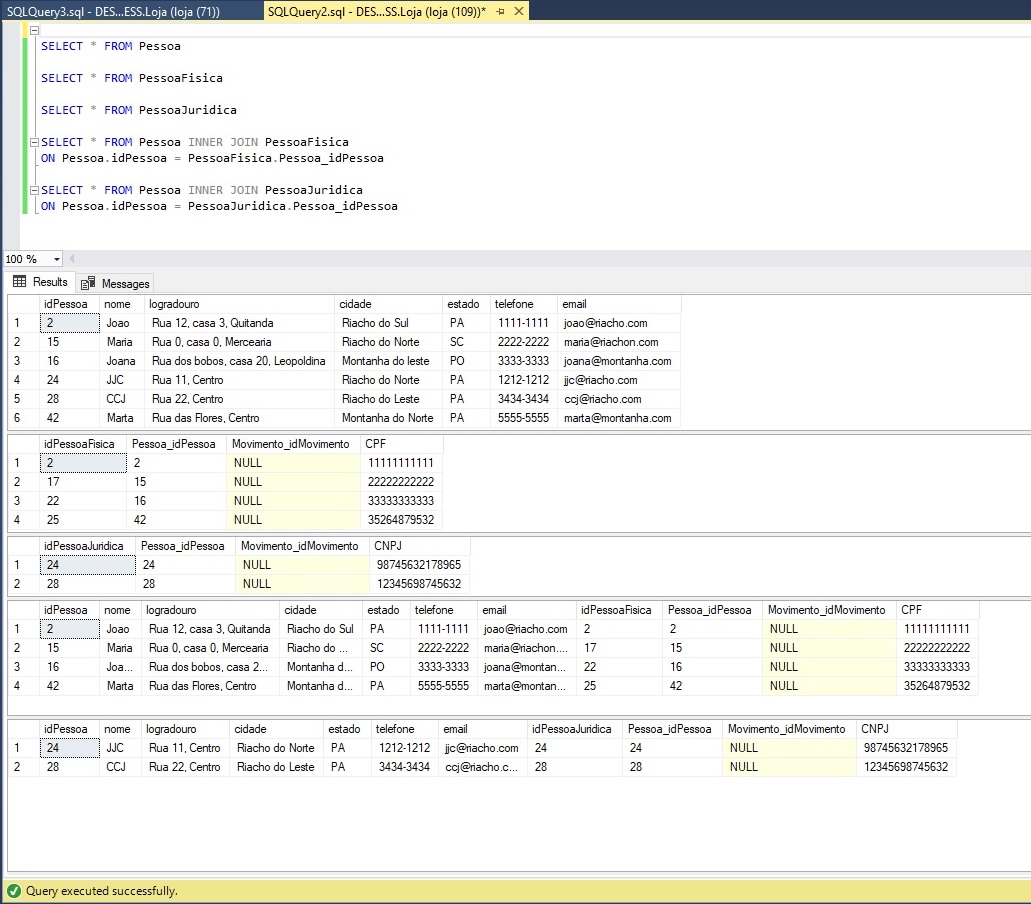 SQLQuery3.sql - DES...ESS.Loja (loja (71))
SQLQuery2.sql - DES...SS.Loja (loja (109))*
SELECT * FROM Pessoa
SELECT * FROM PessoaFisica
SELECT * FROM PessoaJuridica
SELECT * FROM Pessoa INNER JOIN PessoaFisica
ON Pessoa.idPessoa = PessoaFisica.Pessoa_idPessoa
SELECT * FROM Pessoa INNER JOIN PessoaJuridica
ON Pessoa.idPessoa = PessoaJuridica.Pessoa_idPessoa
100 %
Results Messages
idPessoa nome logradouro cidade estado telefone email
1 2 Joao Rua 12, casa 3, Quitanda Riacho do Sul PA 1111-1111 joao@riacho.com
2 15 Maria Rua 0, casa 0, Mercearia Riacho do Norte SC 2222-2222 maria@riachon.com
3 16 Joana Rua dos bobos, casa 20, Leopoldina Montanha do leste PO 3333-3333 joana@montanha.com
4 24 JJC Rua 11, Centro Riacho do Norte PA 1212-1212 jjc@riacho.com
5 28 CCJ Rua 22, Centro Riacho do Leste PA 3434-3434 ccj@riacho.com
6 42 Marta Rua das Flores, Centro Montanha do Norte PA 5555-5555 marta@montanha.com
idPessoaFisica Pessoa_idPessoa Movimento_idMovimento CPF
1 2 2 NULL 11111111111
2 17 15 NULL 22222222222
3 22 16 NULL 33333333333
4 25 42 NULL 35264879532
idPessoaJuridica Pessoa_idPessoa Movimento_idMovimento CNPJ
1 24 24 NULL 98745632178965
2 28 28 NULL 12345698745632
idPessoa nome logradouro cidade estado telefone email idPessoaFisica Pessoa_idPessoa Movimento_idMovimento CPF
1 2 Joao Rua 12, casa 3, Quitanda Riacho do Sul PA 1111-1111 joao@riacho.com 2 2 NULL 11111111111
2 15 Maria Rua 0, casa 0, Mercearia Riacho do ... SC 2222-2222 maria@riachon.... 17 15 NULL 22222222222
3 16 Joa... Rua dos bobos, casa 2... Montanha d... PO 3333-3333 joana@montan... 22 16 NULL 33333333333
4 42 Marta Rua das Flores, Centro Montanha d... PA 5555-5555 marta@montan... 25 42 NULL 35264879532
idPessoa nome logradouro cidade estado telefone email idPessoaJuridica Pessoa_idPessoa Movimento_idMovimento CNPJ
1 24 JJC Rua 11, Centro Riacho do Norte PA 1212-1212 jjc@riacho.com 24 24 NULL 98745632178965
2 28 CCJ Rua 22, Centro Riacho do Leste PA 3434-3434 ccj@riacho.c... 28 28 NULL 12345698745632
Query executed successfully.